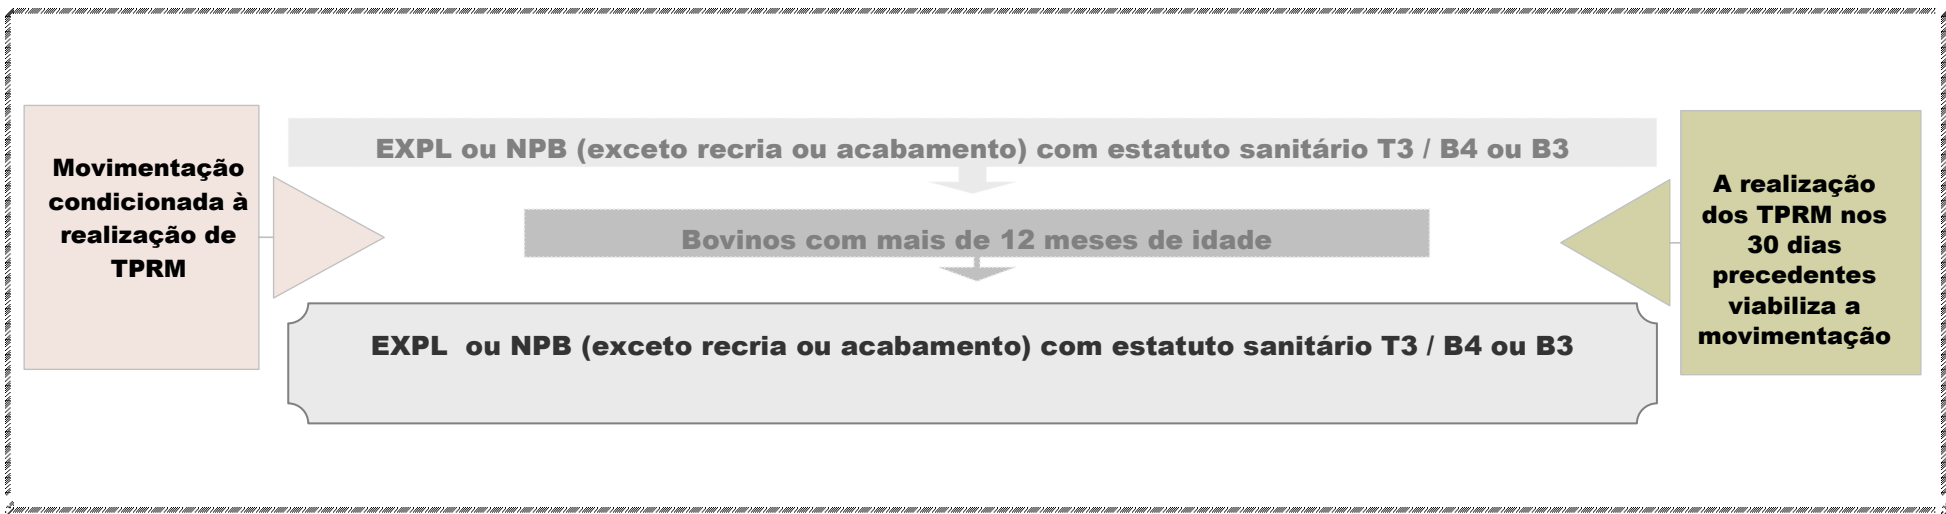 Movimentação
condicionada à
realização de
TPRM
EXPL ou NPB (exceto recria ou acabamento) com estatuto sanitário T3 / B4 ou B3
Bovinos com mais de 12 meses de idade
EXPL ou NPB (exceto recria ou acabamento) com estatuto sanitário T3 / B4 ou B3
A realização
dos TPRM nos
30 dias
precedentes
viabiliza a
movimentação